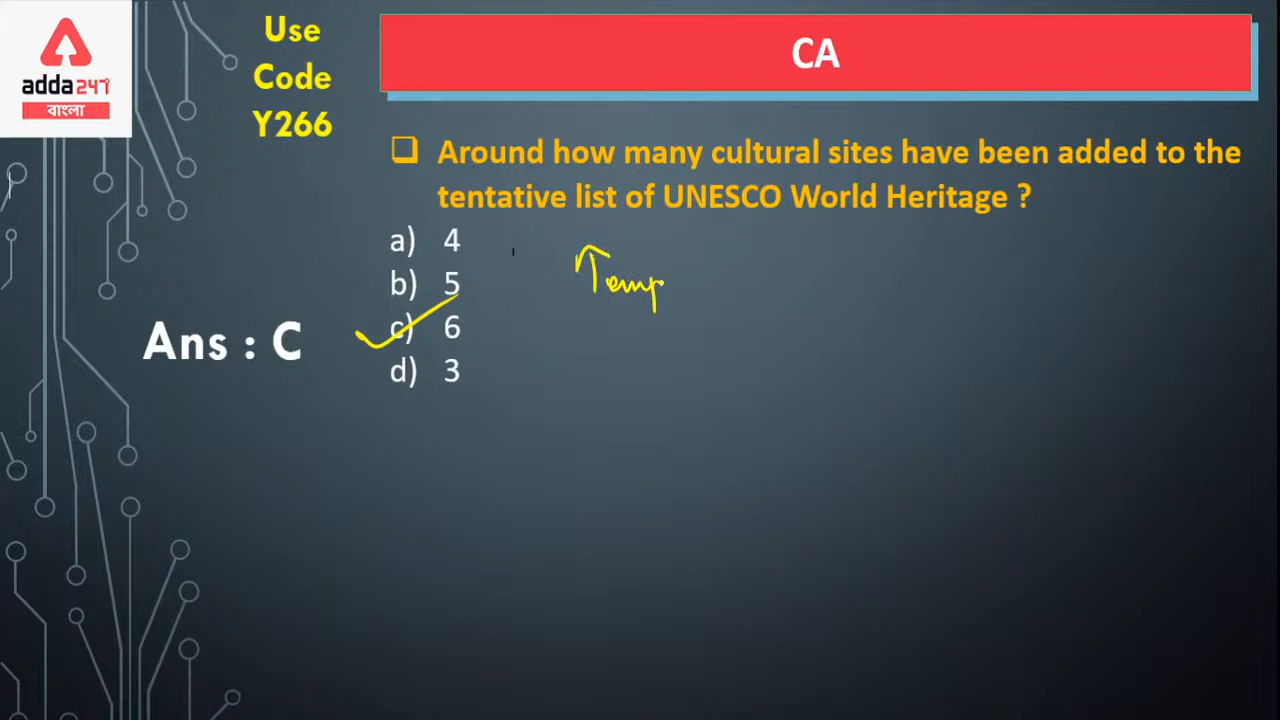 adda247
বাংলা
Use
Code
Y266
CA
Around how many cultural sites have been added to the
tentative list of UNESCO World Heritage ?
a) 4
b) 5
c) 6
d) 3
Temp
Ans : C